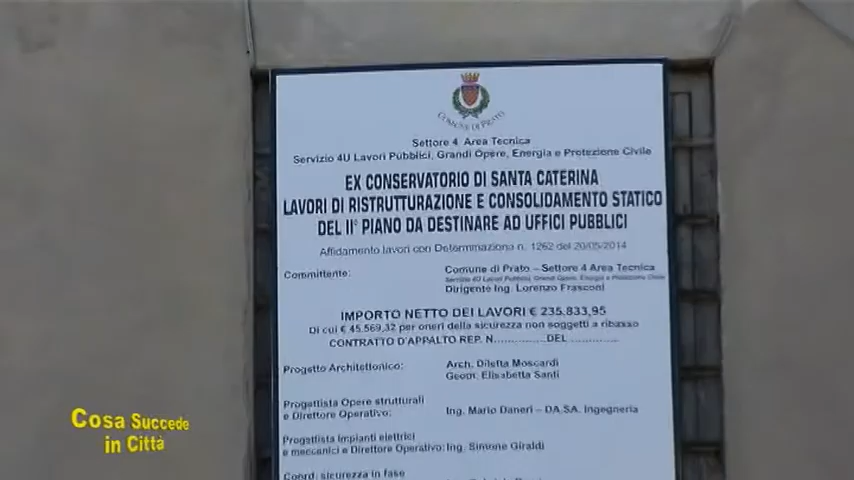 COMUNE DI PRATO
Settore 4 Area Tecnica
Servizio 4U Lavori Pubblici, Grandi Opere, Energia e Protezione Civile
EX CONSERVATORIO DI SANTA CATERINA
LAVORI DI RISTRUTTURAZIONE E CONSOLIDAMENTO STATICO
DEL II° PIANO DA DESTINARE AD UFFICI PUBBLICI
Affidamento lavori con Determinazione n. 1262 del 20/05/2014
Committente: Comune di Prato – Settore 4 Area Tecnica
Servizio 4U Lavori Pubblici, Grandi Opere, Energia e Protezione Civile
Dirigente Ing. Lorenzo Frasconi
IMPORTO NETTO DEI LAVORI € 235.833,95
Di cui € 45.569,32 per oneri della sicurezza non soggetti a ribasso
CONTRATTO D'APPALTO REP. N...............DEL ..............
Progetto Architettonico: Arch. Diletta Moscardi
Geom. Elisabetta Santi
Progettista Opere strutturali
e Direttore Operativo: Ing. Mario Daneri – DA.SA. Ingegneria
Progettista Impianti elettrici
e meccanici e Direttore Operativo: Ing. Simone Giraldi
Coord. sicurezza in fase
Cosa Succede
in Città